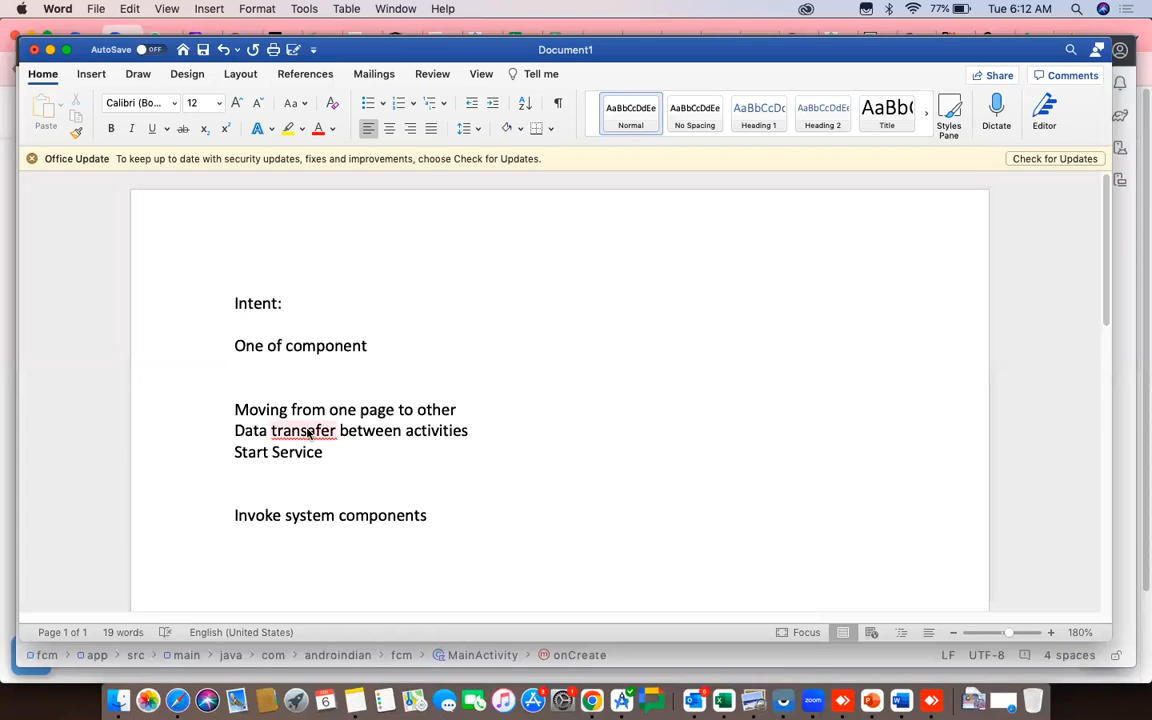 Word File Edit View Insert Format Tools Table Window Help 77% Tue 6:12 AM
AutoSave OFF Document1
Home Insert Draw Design Layout References Mailings Review View Tell me Share Comments
Paste Calibri (Bo... 12 Aa
B I U ab x₂ x² A A
AaBbCcDdEe AaBbCcDdEe AaBbCcDc AaBbCcDdEe AaBb(
Normal No Spacing Heading 1 Heading 2 Title Styles Pane Dictate Editor
Office Update To keep up to date with security updates, fixes and improvements, choose Check for Updates. Check for Updates
Intent:
One of component
Moving from one page to other
Data between activities
Start Service
Invoke system components
Page 1 of 1 19 words English (United States) Focus 180%
fcm app src main java com androindian fcm MainActivity onCreate LF UTF-8 4 spaces